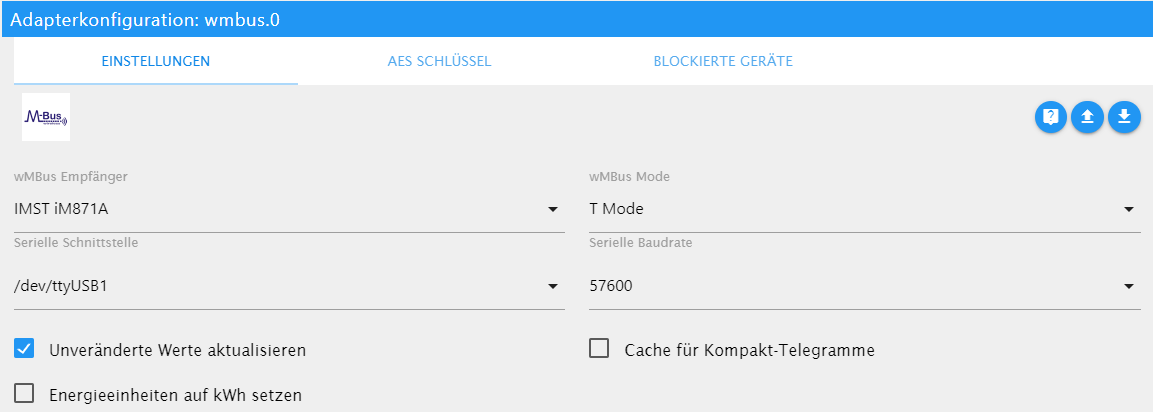 Adapterkonfiguration: wmbus.0
EINSTELLUNGEN AES SCHLÜSSEL BLOCKIERTE GERÄTE
M-Bus
wMBus Empfänger wMBus Mode
IMST iM871A T Mode
Serielle Schnittstelle Serielle Baudrate
/dev/ttyUSB1 57600
Unveränderte Werte aktualisieren Cache für Kompakt-Telegramme
Energieeinheiten auf kWh setzen